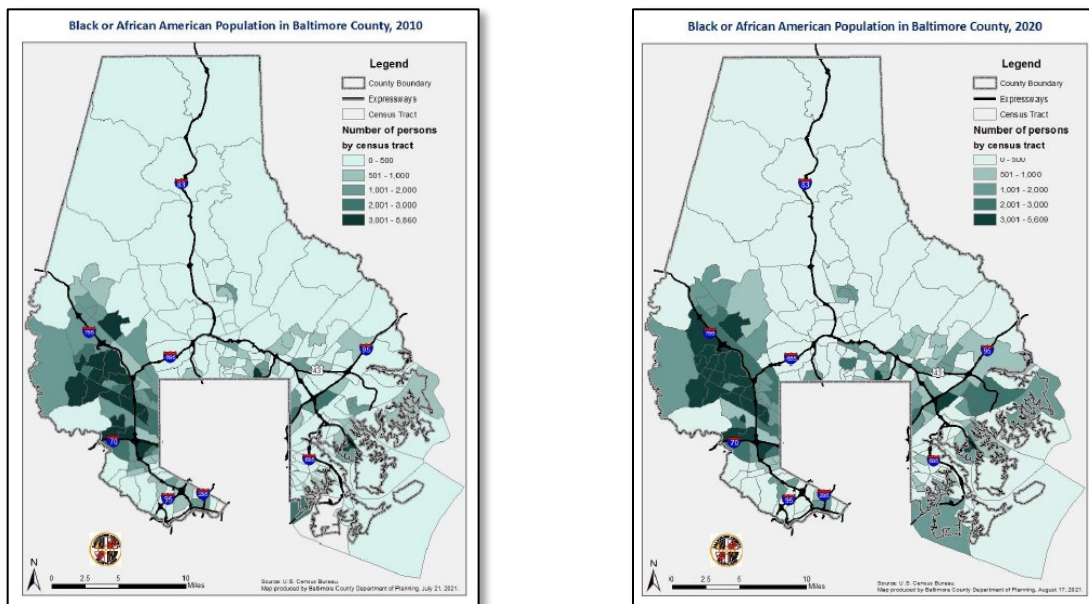 Black or African American Population in Baltimore County, 2010
Legend
County Boundary
Expressways
Census Tract
Number of persons
by census tract
0 - 500
501 - 1,000
1,001 - 2,000
2,001 - 3,000
3,001 - 5,860
83
795
695
95
43
70
695
95
295
N
0 2.5 5 10
Miles
Source: U.S. Census Bureau.
Map produced by Baltimore County Department of Planning, July 21, 2021.
Black or African American Population in Baltimore County, 2020
Legend
County Boundary
Expressways
Census Tract
Number of persons
by census tract
0 - 500
501 - 1,000
1,001 - 2,000
2,001 - 3,000
3,001 - 5,609
83
795
695
95
43
70
695
95
295
N
0 2.5 5 10
Miles
Source: U.S. Census Bureau.
Map produced by Baltimore County Department of Planning, August 17, 2021.